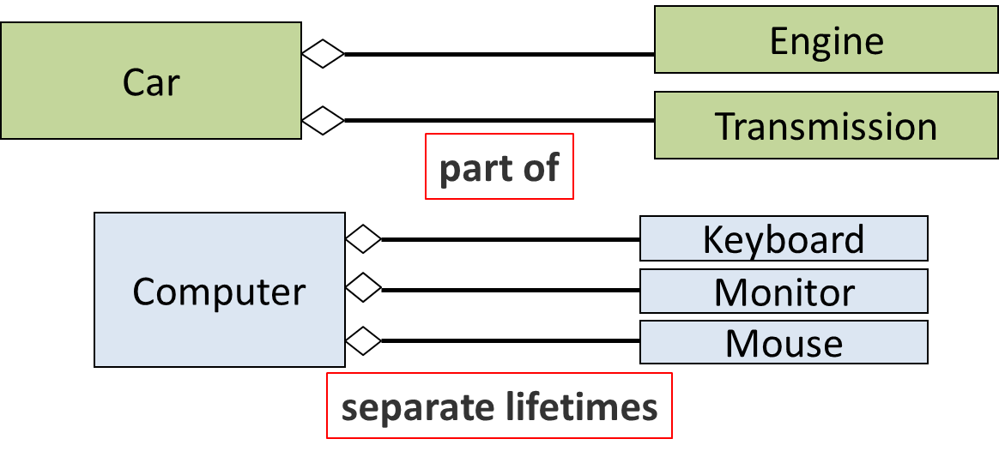 Car
Engine
Transmission
part of
Computer
Keyboard
Monitor
Mouse
separate lifetimes